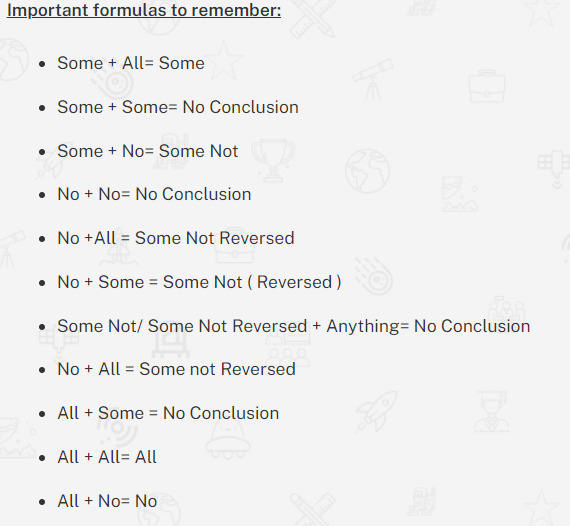 Important formulas to remember:
• Some + All= Some
• Some + Some= No Conclusion
• Some + No= Some Not
• No + No= No Conclusion
• No +All = Some Not Reversed
• No + Some = Some Not ( Reversed )
• Some Not/ Some Not Reversed + Anything= No Conclusion
• No + All = Some not Reversed
• All + Some = No Conclusion
• All + All= All
• All + No= No